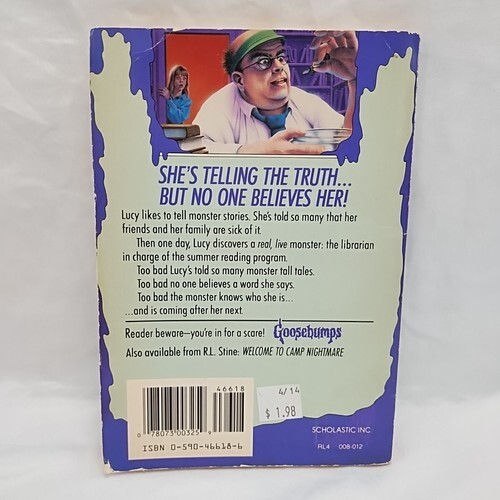 SHE'S TELLING THE TRUTH...
BUT NO ONE BELIEVES HER!
Lucy likes to tell monster stories. She's told so many that her
friends and her family are sick of it.
Then one day, Lucy discovers a real, live monster: the librarian
in charge of the summer reading program.
Too bad Lucy's told so many monster tall tales.
Too bad no one believes a word she says.
Too bad the monster knows who she is...
...and is coming after her next.
Reader beware—you're in for a scare! Goosebumps
Also available from R.L. Stine: WELCOME TO CAMP NIGHTMARE
46618
0 78073 00325 9
ISBN 0-590-46618-6
4/14
$ 1.98
SCHOLASTIC INC.
RL4 008-012